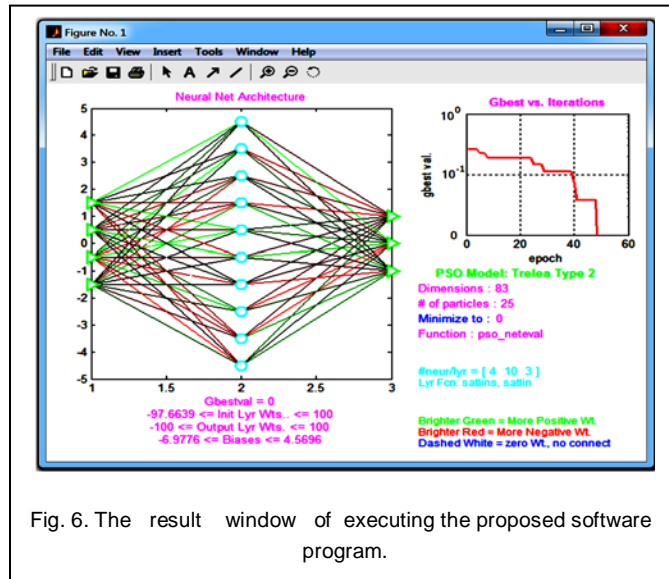 Figure No. 1
File Edit View Insert Tools Window Help
Neural Net Architecture
5
4
3
2
1
0
-1
-2
-3
-4
-5
1 1.5 2 2.5 3
Gbestval = 0
-97.6639 <= Init Lyr Wts.. <= 100
-100 <= Output Lyr Wts. <= 100
-6.9776 <= Biases <= 4.5696
Gbest vs. Iterations
gbest val.
10^0
10^-1
0
0 20 40 60
epoch
PSO Model: Trelea Type 2
Dimensions : 83
# of particles : 25
Minimize to : 0
Function : pso_neteval
#neur/lyr = [ 4 10 3 ]
Lyr Fcn: satlins, satlin
Brighter Green = More Positive Wt.
Brighter Red = More Negative Wt.
Dashed White = zero Wt., no connect
Fig. 6. The result window of executing the proposed software
program.